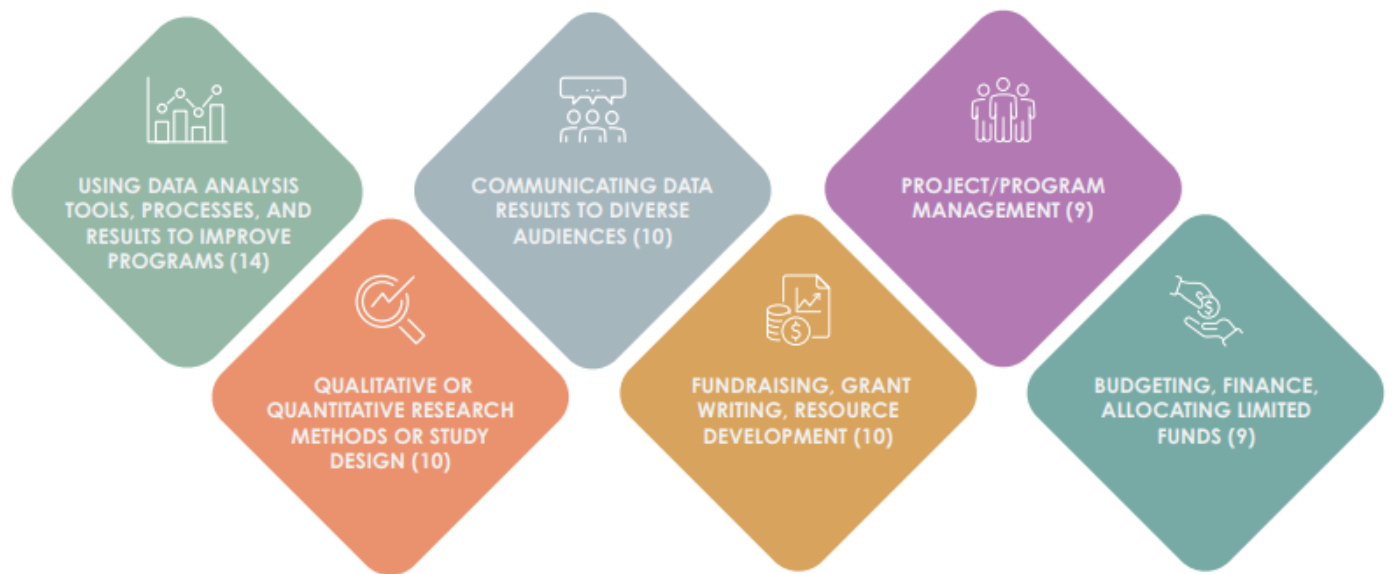 USING DATA ANALYSIS
TOOLS, PROCESSES, AND
RESULTS TO IMPROVE
PROGRAMS (14)
QUALITATIVE OR
QUANTITATIVE RESEARCH
METHODS OR STUDY
DESIGN (10)
COMMUNICATING DATA
RESULTS TO DIVERSE
AUDIENCES (10)
FUNDRAISING, GRANT
WRITING, RESOURCE
DEVELOPMENT (10)
PROJECT/PROGRAM
MANAGEMENT (9)
BUDGETING, FINANCE,
ALLOCATING LIMITED
FUNDS (9)